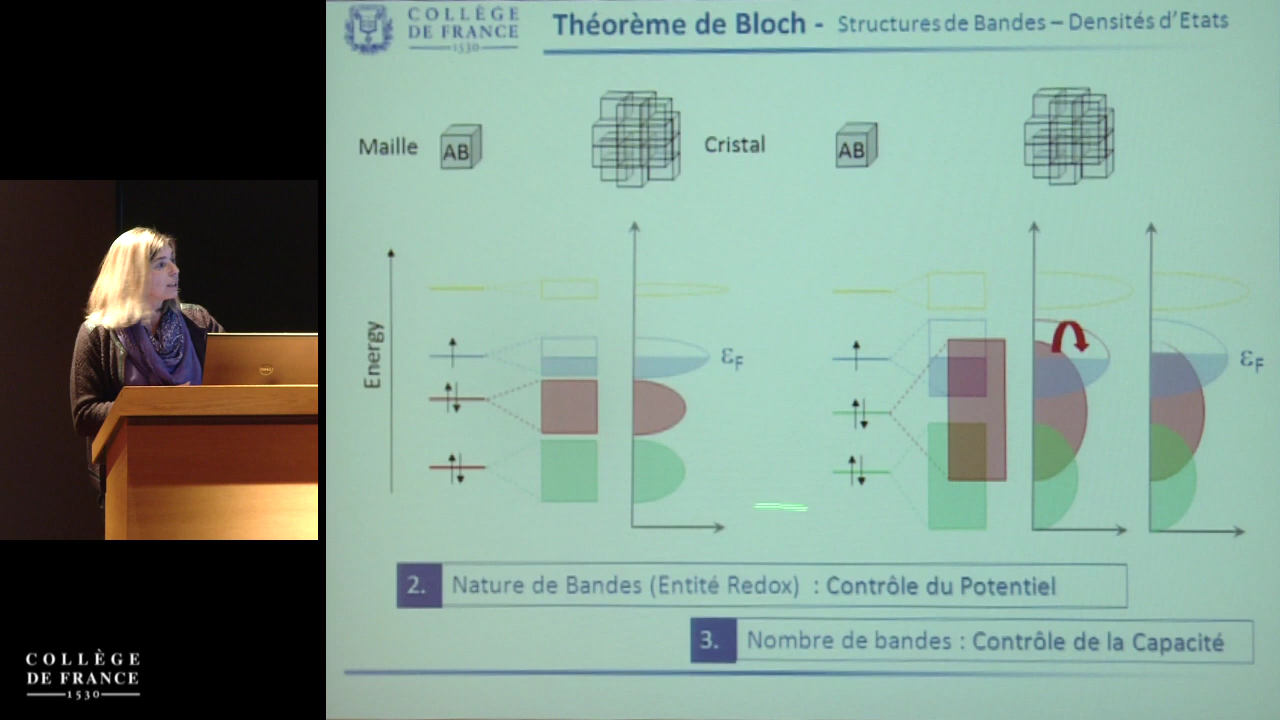 COLLÈGE
DE FRANCE
1530
Théorème de Bloch - Structures de Bandes – Densités d'Etats
Maille
AB
Cristal
AB
Energy
εF
εF
2. Nature de Bandes (Entité Redox) : Contrôle du Potentiel
3. Nombre de bandes : Contrôle de la Capacité
DELL
COLLÈGE
DE FRANCE
1530